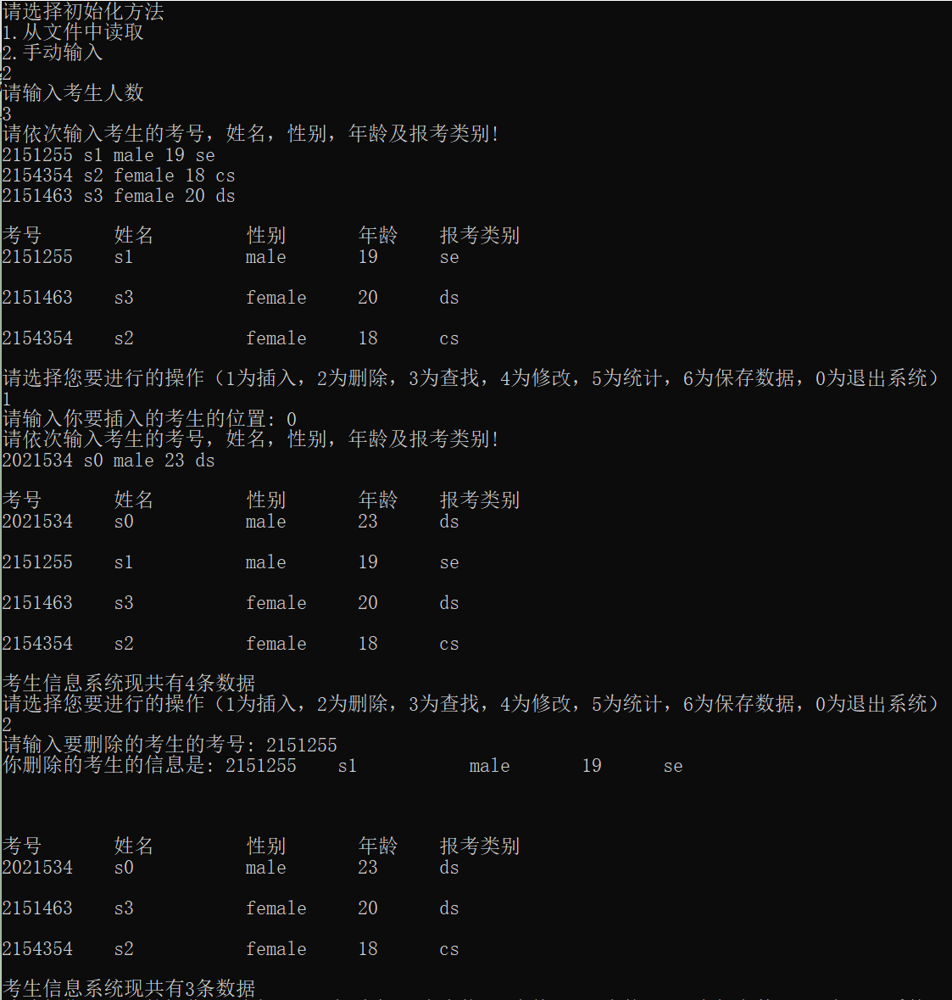 请选择初始化方法
1.从文件中读取
2.手动输入
2
请输入考生人数
3
请依次输入考生的考号，姓名，性别，年龄及报考类别!
2151255 s1 male 19 se
2154354 s2 female 18 cs
2151463 s3 female 20 ds
考号 姓名 性别 年龄 报考类别
2151255 s1 male 19 se
2151463 s3 female 20 ds
2154354 s2 female 18 cs
请选择您要进行的操作（1为插入，2为删除，3为查找，4为修改，5为统计，6为保存数据，0为退出系统）
1
请输入你要插入的考生的位置: 0
请依次输入考生的考号，姓名，性别，年龄及报考类别!
2021534 s0 male 23 ds
考号 姓名 性别 年龄 报考类别
2021534 s0 male 23 ds
2151255 s1 male 19 se
2151463 s3 female 20 ds
2154354 s2 female 18 cs
考生信息系统现共有4条数据
请选择您要进行的操作（1为插入，2为删除，3为查找，4为修改，5为统计，6为保存数据，0为退出系统）
2
请输入要删除的考生的考号: 2151255
你删除的考生的信息是: 2151255 s1 male 19 se
考号 姓名 性别 年龄 报考类别
2021534 s0 male 23 ds
2151463 s3 female 20 ds
2154354 s2 female 18 cs
考生信息系统现共有3条数据